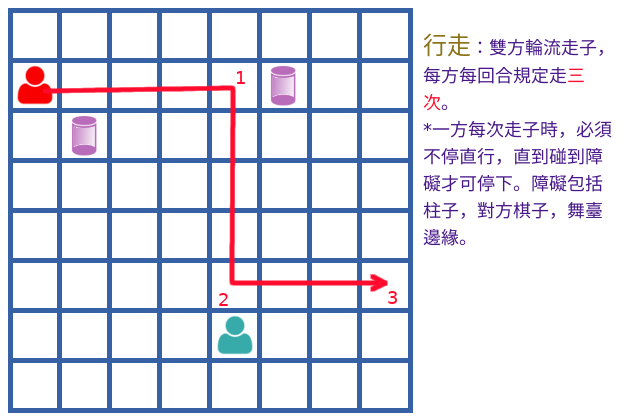 行走：雙方輪流走子，
每方每回合規定走三
次。
*一方每次走子時，必須
不停直行，直到碰到障
礙才可停下。障礙包括
柱子，對方棋子，舞臺
邊緣。
1
2
3